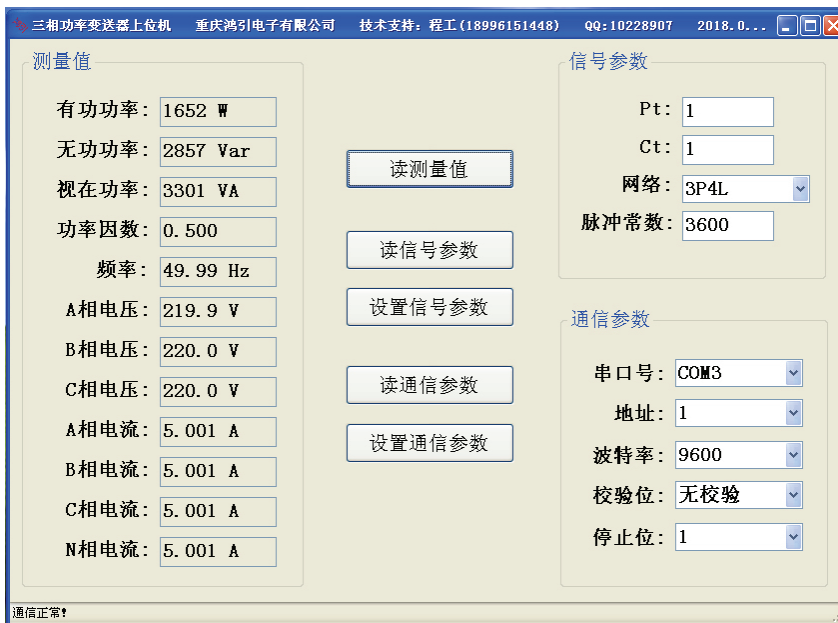 三相功率变送器上位机 重庆鸿引电子有限公司 技术支持：程工(18996151448) QQ:10228907 2018.0...
测量值
有功功率: 1652 W
无功功率: 2857 Var
视在功率: 3301 VA
功率因数: 0.500
频率: 49.99 Hz
A相电压: 219.9 V
B相电压: 220.0 V
C相电压: 220.0 V
A相电流: 5.001 A
B相电流: 5.001 A
C相电流: 5.001 A
N相电流: 5.001 A
读测量值
读信号参数
设置信号参数
读通信参数
设置通信参数
信号参数
Pt: 1
Ct: 1
网络: 3P4L
脉冲常数: 3600
通信参数
串口号: COM3
地址: 1
波特率: 9600
校验位: 无校验
停止位: 1
通信正常!